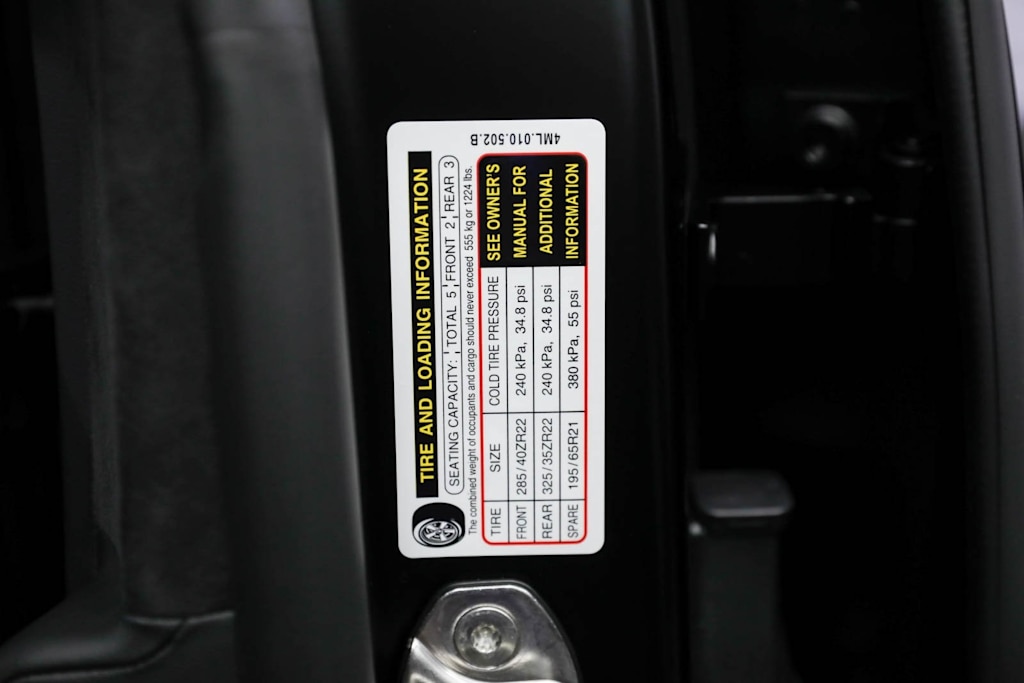 4ML.010.502.B
TIRE AND LOADING INFORMATION
SEATING CAPACITY: TOTAL 5 FRONT 2 REAR 3
The combined weight of occupants and cargo should never exceed 555 kg or 1224 lbs.
TIRE SIZE COLD TIRE PRESSURE
FRONT 285/40ZR22 240 kPa, 34.8 psi
REAR 325/35ZR22 240 kPa, 34.8 psi
SPARE 195/65R21 380 kPa, 55 psi
SEE OWNER'S
MANUAL FOR
ADDITIONAL
INFORMATION